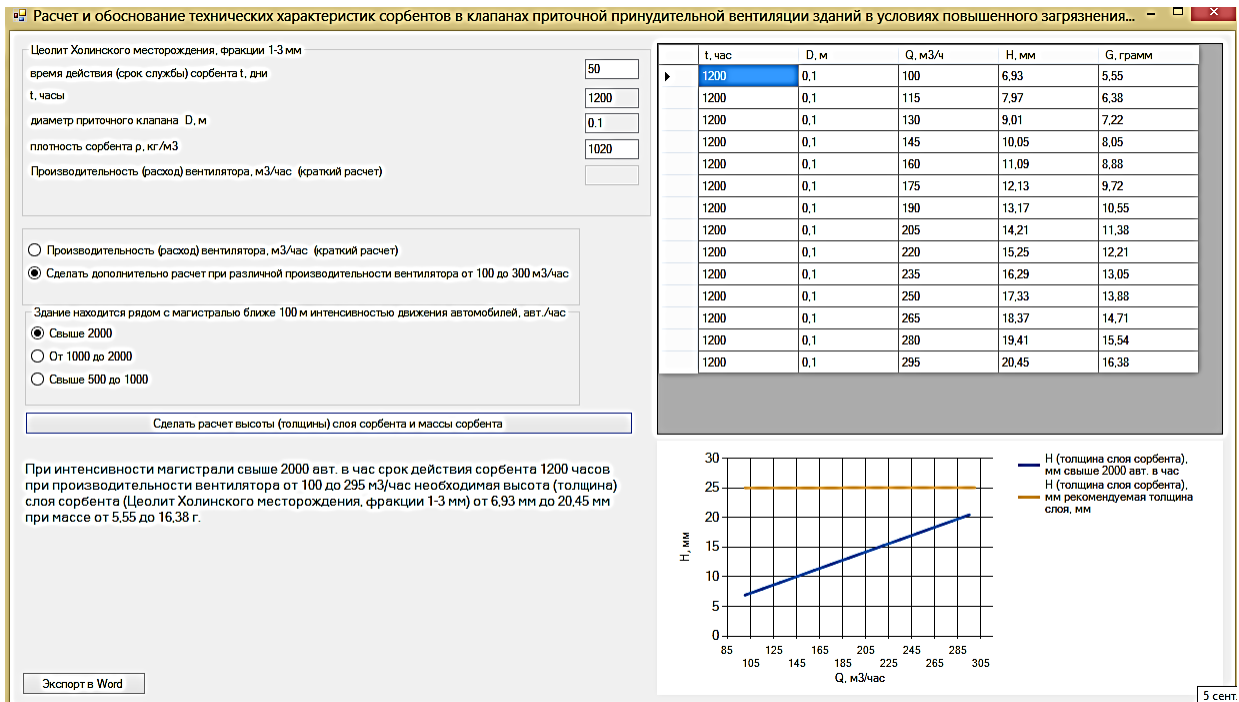 Расчет и обоснование технических характеристик сорбентов в клапанах приточной принудительной вентиляции зданий в условиях повышенного загрязнения...
Цеолит Холинского месторождения, фракции 1-3 мм
время действия (срок службы) сорбента t, дни 50
t, часы 1200
диаметр приточного клапана D, м 0.1
плотность сорбента ρ, кг/м3 1020
Производительность (расход) вентилятора, м3/час (краткий расчет)
Производительность (расход) вентилятора, м3/час (краткий расчет)
Сделать дополнительно расчет при различной производительности вентилятора от 100 до 300 м3/час
Здание находится рядом с магистралью ближе 100 м интенсивностью движения автомобилей, авт./час
Свыше 2000
От 1000 до 2000
Свыше 500 до 1000
Сделать расчет высоты (толщины) слоя сорбента и массы сорбента
При интенсивности магистрали свыше 2000 авт. в час срок действия сорбента 1200 часов
при производительности вентилятора от 100 до 295 м3/час необходимая высота (толщина)
слоя сорбента (Цеолит Холинского месторождения, фракции 1-3 мм) от 6,93 мм до 20,45 мм
при массе от 5,55 до 16,38 г.
Экспорт в Word
t, час D, м Q, м3/ч H, мм G, грамм
1200 0,1 100 6,93 5,55
1200 0,1 115 7,97 6,38
1200 0,1 130 9,01 7,22
1200 0,1 145 10,05 8,05
1200 0,1 160 11,09 8,88
1200 0,1 175 12,13 9,72
1200 0,1 190 13,17 10,55
1200 0,1 205 14,21 11,38
1200 0,1 220 15,25 12,21
1200 0,1 235 16,29 13,05
1200 0,1 250 17,33 13,88
1200 0,1 265 18,37 14,71
1200 0,1 280 19,41 15,54
1200 0,1 295 20,45 16,38
30
25
20
15
10
5
0
H, мм
85 125 165 205 245 285
105 145 185 225 265 305
Q, м3/час
H (толщина слоя сорбента),
мм свыше 2000 авт. в час
H (толщина слоя сорбента),
мм рекомендуемая толщина
слоя, мм
5 сент.